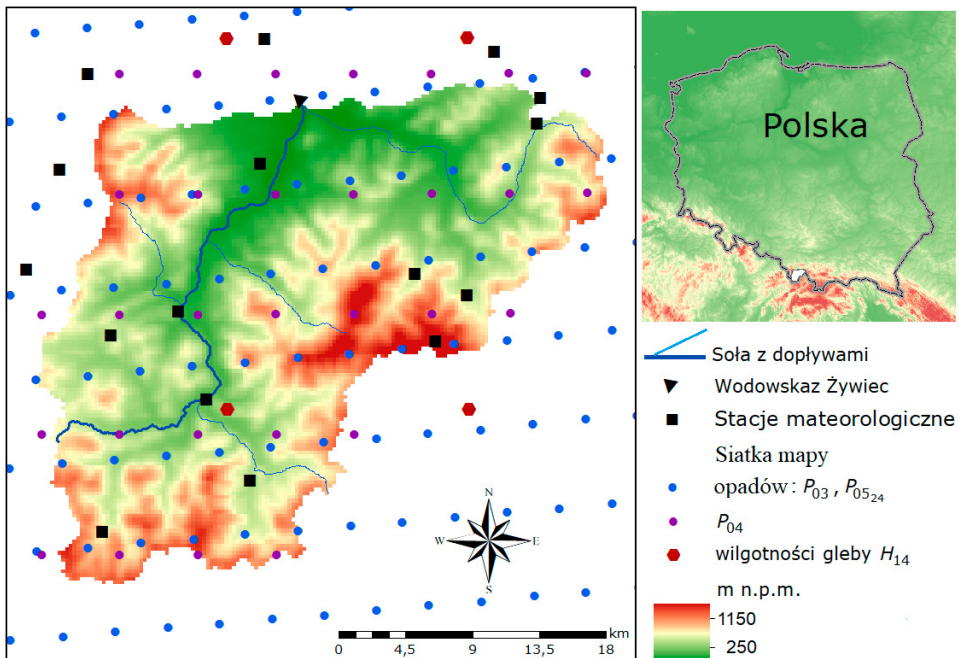 Polska
Soła z dopływami
Wodowskaz Żywiec
Stacje meteorologiczne
Siatka mapy
opadów: P03 , P0524
P04
wilgotności gleby H14
m n.p.m.
1150
250
N
W E
S
km
0 4,5 9 13,5 18